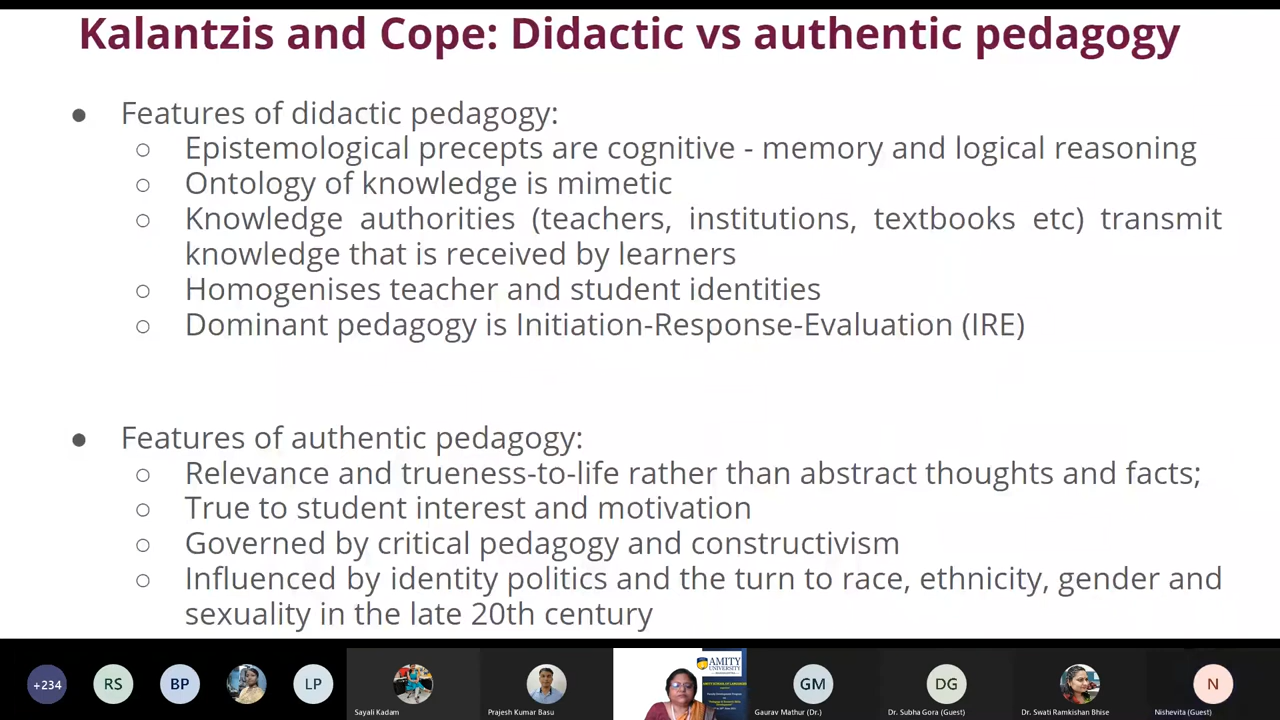 Kalantzis and Cope: Didactic vs authentic pedagogy
● Features of didactic pedagogy:
○ Epistemological precepts are cognitive - memory and logical reasoning
○ Ontology of knowledge is mimetic
○ Knowledge authorities (teachers, institutions, textbooks etc) transmit
knowledge that is received by learners
○ Homogenises teacher and student identities
○ Dominant pedagogy is Initiation-Response-Evaluation (IRE)
● Features of authentic pedagogy:
○ Relevance and trueness-to-life rather than abstract thoughts and facts;
○ True to student interest and motivation
○ Governed by critical pedagogy and constructivism
○ Influenced by identity politics and the turn to race, ethnicity, gender and
sexuality in the late 20th century
+234
RS
BP
LP
Sayali Kadam
Prajesh Kumar Basu
AMITY
UNIVERSITY
GM
Gaurav Mathur (Dr.)
DG
Dr. Subha Gora (Guest)
Dr. Swati Ramkishan Bhise
N
Nishevita (Guest)